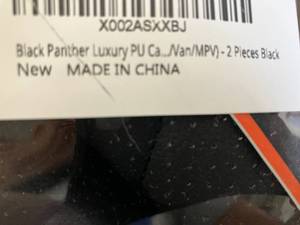 X002ASXXBJ
Black Panther Luxury PU Ca.../Van/MPV) - 2 Pieces Black
New MADE IN CHINA